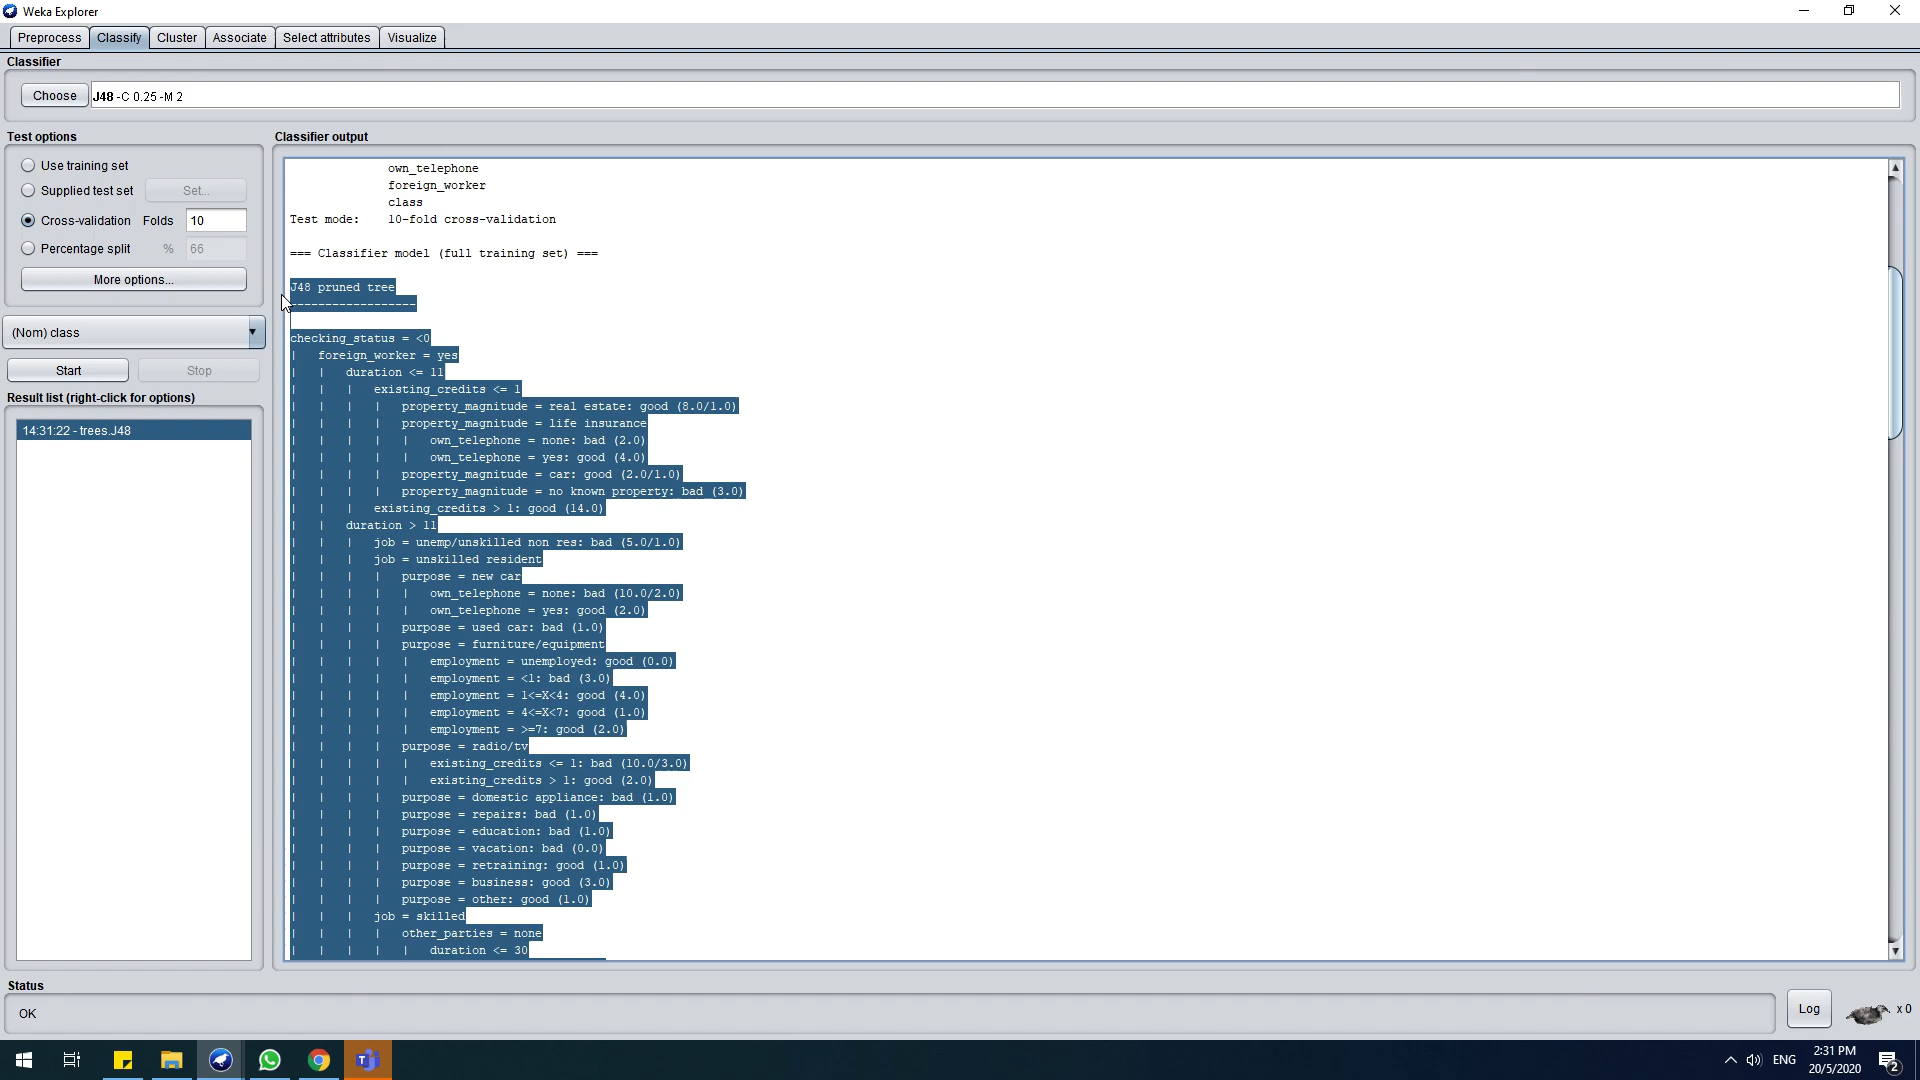 Weka Explorer
Preprocess Classify Cluster Associate Select attributes Visualize
Classifier
Choose J48 -C 0.25 -M 2
Test options
Use training set
Supplied test set Set...
Cross-validation Folds 10
Percentage split % 66
More options...
(Nom) class
Start Stop
Result list (right-click for options)
14:31:22 - trees.J48
Classifier output
own_telephone
foreign_worker
class
Test mode: 10-fold cross-validation
=== Classifier model (full training set) ===
J48 pruned tree
------------------
checking_status = <0
| foreign_worker = yes
| | duration <= 11
| | | existing_credits <= 1
| | | | property_magnitude = real estate: good (8.0/1.0)
| | | | property_magnitude = life insurance
| | | | | own_telephone = none: bad (2.0)
| | | | | own_telephone = yes: good (4.0)
| | | | property_magnitude = car: good (2.0/1.0)
| | | | property_magnitude = no known property: bad (3.0)
| | | existing_credits > 1: good (14.0)
| | duration > 11
| | | job = unemp/unskilled non res: bad (5.0/1.0)
| | | job = unskilled resident
| | | | purpose = new car
| | | | | own_telephone = none: bad (10.0/2.0)
| | | | | own_telephone = yes: good (2.0)
| | | | purpose = used car: bad (1.0)
| | | | purpose = furniture/equipment
| | | | | employment = unemployed: good (0.0)
| | | | | employment = <1: bad (3.0)
| | | | | employment = 1<=X<4: good (4.0)
| | | | | employment = 4<=X<7: good (1.0)
| | | | | employment = >=7: good (2.0)
| | | | purpose = radio/tv
| | | | | existing_credits <= 1: bad (10.0/3.0)
| | | | | existing_credits > 1: good (2.0)
| | | | purpose = domestic appliance: bad (1.0)
| | | | purpose = repairs: bad (1.0)
| | | | purpose = education: bad (1.0)
| | | | purpose = vacation: bad (0.0)
| | | | purpose = retraining: good (1.0)
| | | | purpose = business: good (3.0)
| | | | purpose = other: good (1.0)
| | | job = skilled
| | | | other_parties = none
| | | | | duration <= 30
Status
OK
Log
x 0
ENG
2:31 PM
20/5/2020
2